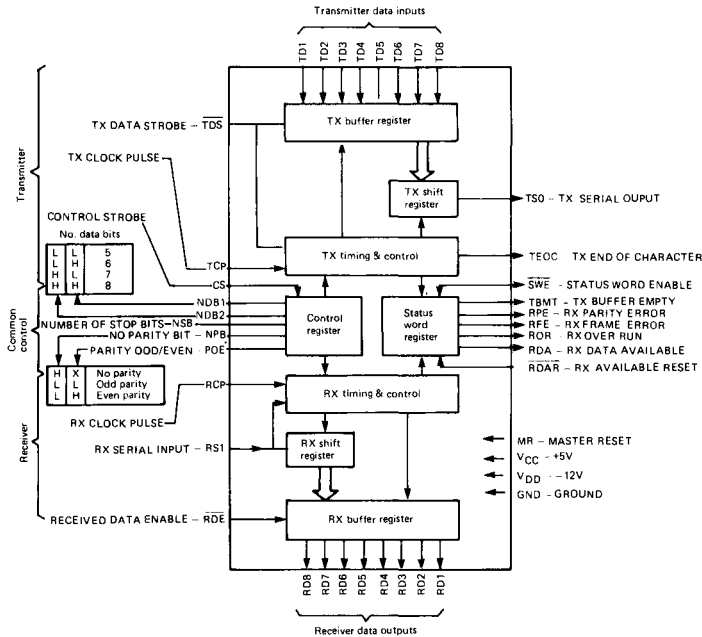 Transmitter data inputs
TD1 TD2 TD3 TD4 TD5 TD6 TD7 TD8
TX buffer register
TX DATA STROBE – TDS
TX CLOCK PULSE
TX shift register
TSO – TX SERIAL OUPUT
CONTROL STROBE
No. data bits
L L 5
L H 6
H L 7
H H 8
TX timing & control
TEOC TX END OF CHARACTER
TCP
CS
SWE – STATUS WORD ENABLE
NDB1
NDB2
Control register
Status word register
TBMT – TX BUFFER EMPTY
NUMBER OF STOP BITS – NSB
RPE – RX PARITY ERROR
NO PARITY BIT – NPB
RFE – RX FRAME ERROR
PARITY ODD/EVEN – POE
ROR – RX OVER RUN
RDA – RX DATA AVAILABLE
RDAR – RX AVAILABLE RESET
H X No parity
L L Odd parity
L H Even parity
RCP
RX timing & control
RX CLOCK PULSE
RX SERIAL INPUT – RS1
RX shift register
MR – MASTER RESET
VCC – +5V
VDD – –12V
GND – GROUND
RECEIVED DATA ENABLE – RDE
RX buffer register
RD8 RD7 RD6 RD5 RD4 RD3 RD2 RD1
Receiver data outputs
Transmitter
Common control
Receiver